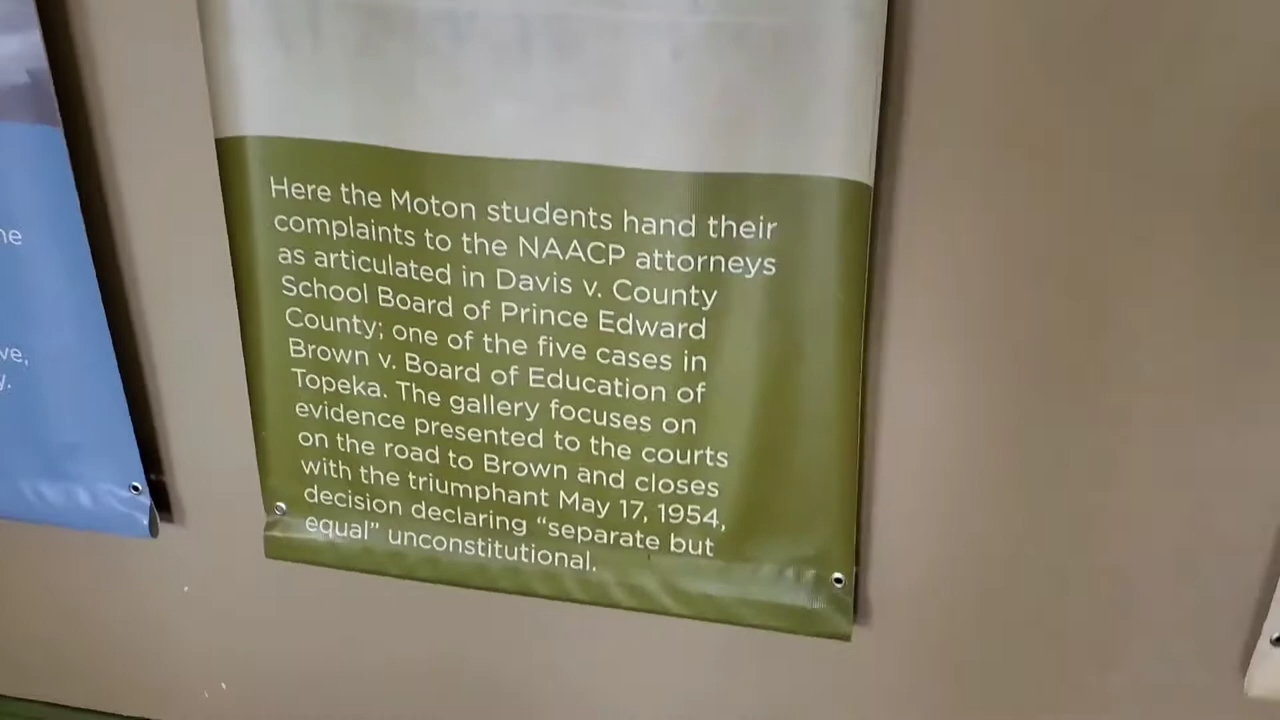 Here the Moton students hand their
complaints to the NAACP attorneys
as articulated in Davis v. County
School Board of Prince Edward
County; one of the five cases in
Brown v. Board of Education of
Topeka. The gallery focuses on
evidence presented to the courts
on the road to Brown and closes
with the triumphant May 17, 1954,
decision declaring “separate but
equal” unconstitutional.